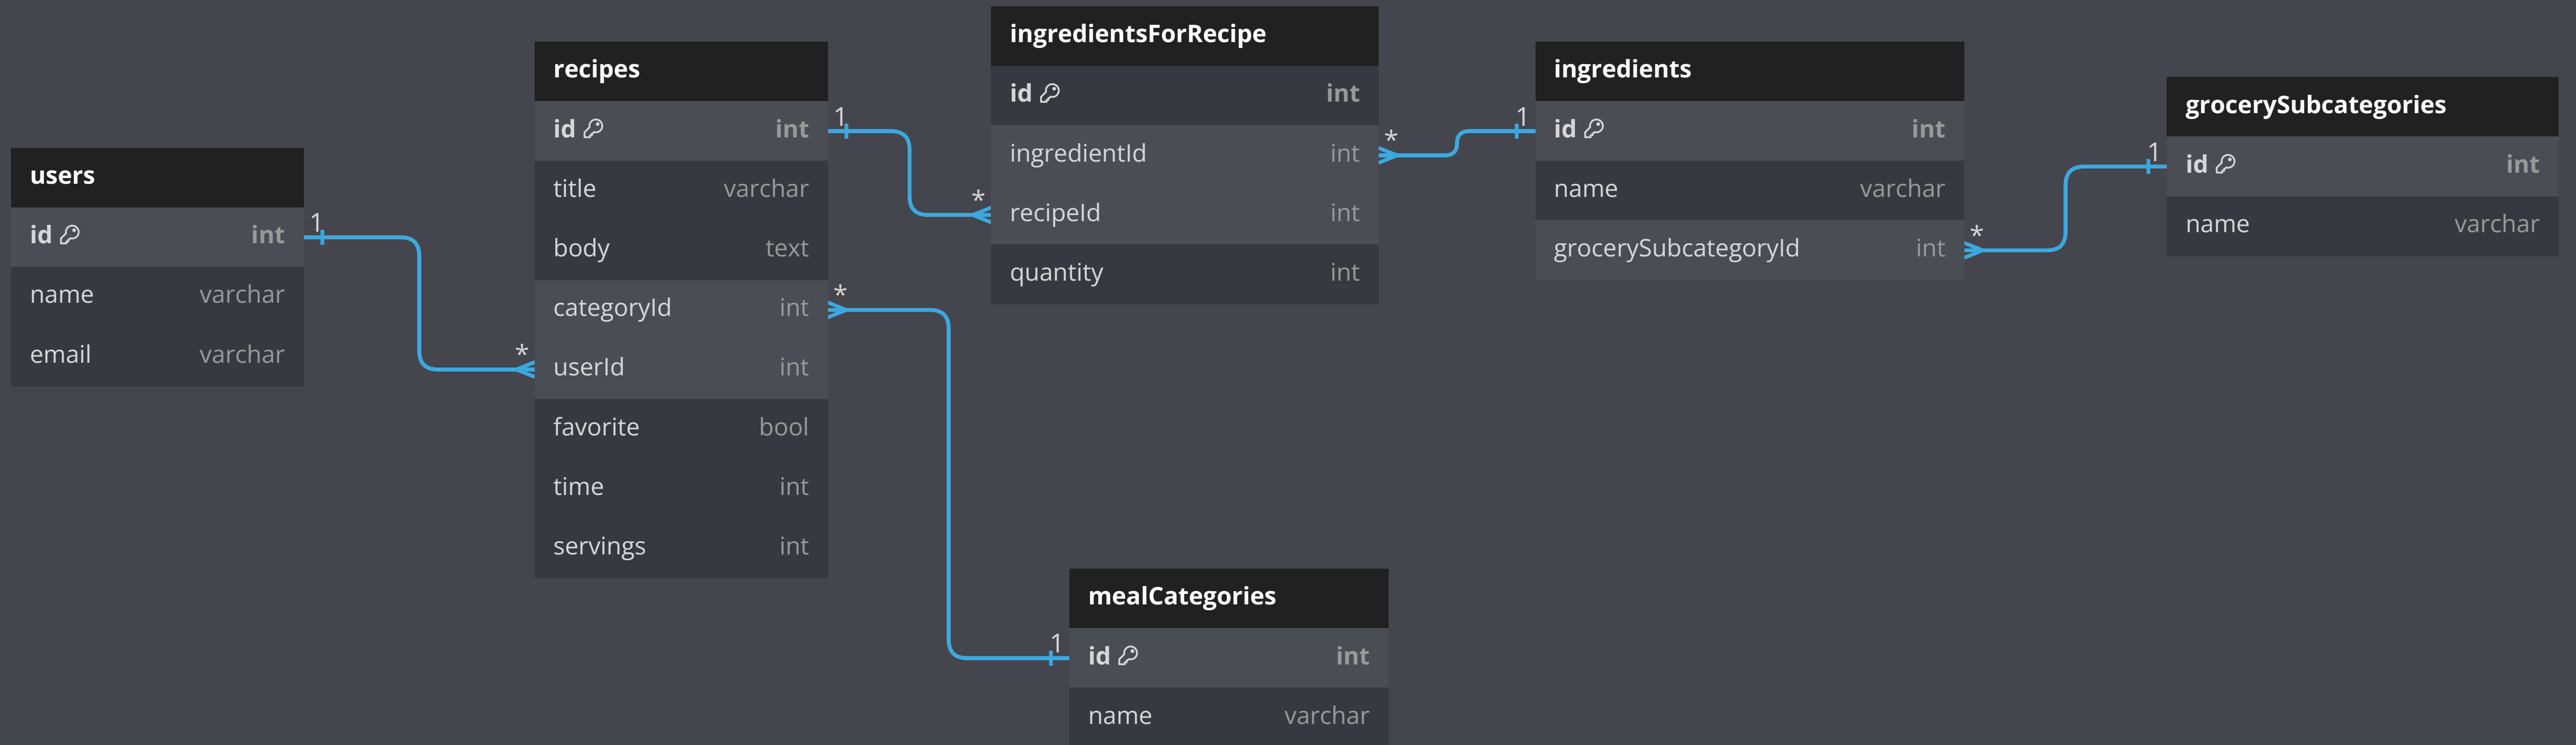 users
id int
name varchar
email varchar
1
*
recipes
id int
title varchar
body text
categoryId int
userId int
favorite bool
time int
servings int
1
*
*
ingredientsForRecipe
id int
ingredientId int
recipeId int
quantity int
*
1
ingredients
id int
name varchar
grocerySubcategoryId int
*
1
grocerySubcategories
id int
name varchar
1
mealCategories
id int
name varchar